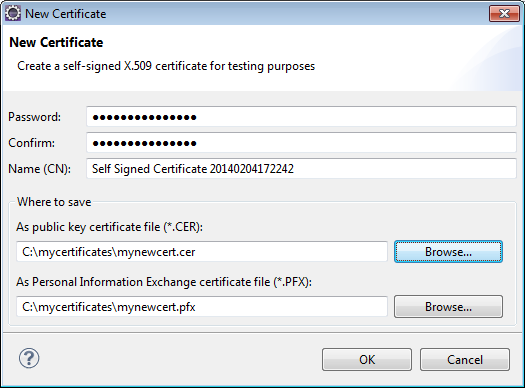 New Certificate
New Certificate
Create a self-signed X.509 certificate for testing purposes
Password: ●●●●●●●●●●●●●●●
Confirm: ●●●●●●●●●●●●●●●
Name (CN): Self Signed Certificate 20140204172242
Where to save
As public key certificate file (*.CER):
C:\mycertificates\mynewcert.cer Browse...
As Personal Information Exchange certificate file (*.PFX):
C:\mycertificates\mynewcert.pfx Browse...
? OK Cancel